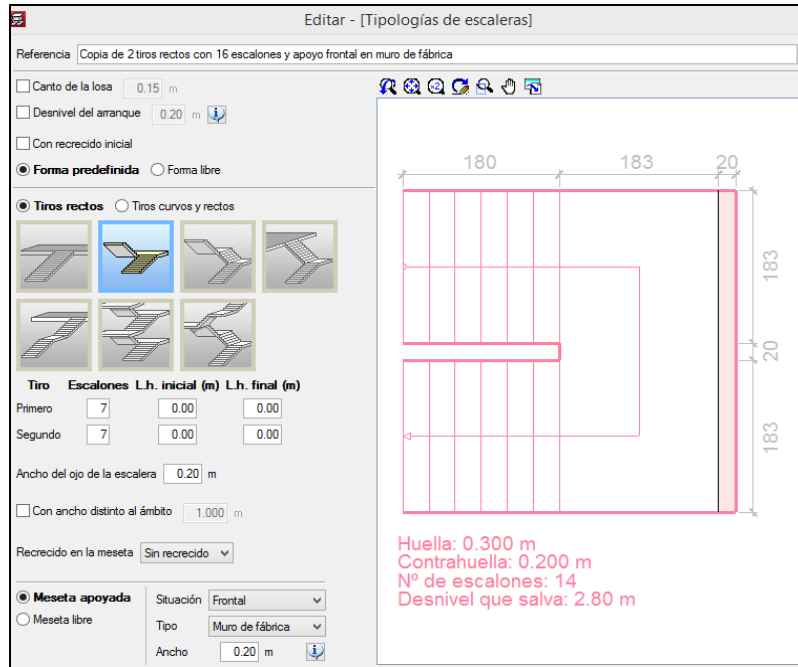 Editar - [Tipologías de escaleras]
Referencia Copia de 2 tiros rectos con 16 escalones y apoyo frontal en muro de fábrica
Canto de la losa 0.15 m
Desnivel del arranque 0.20 m
Con recrecido inicial
Forma predefinida Forma libre
Tiros rectos Tiros curvos y rectos
Tiro Escalones L.h. inicial (m) L.h. final (m)
Primero 7 0.00 0.00
Segundo 7 0.00 0.00
Ancho del ojo de la escalera 0.20 m
Con ancho distinto al ámbito 1.000 m
Recrecido en la meseta Sin recrecido
Meseta apoyada
Meseta libre
Situación Frontal
Tipo Muro de fábrica
Ancho 0.20 m
x2
180 183 20
183
20
183
Huella: 0.300 m
Contrahuella: 0.200 m
Nº de escalones: 14
Desnivel que salva: 2.80 m